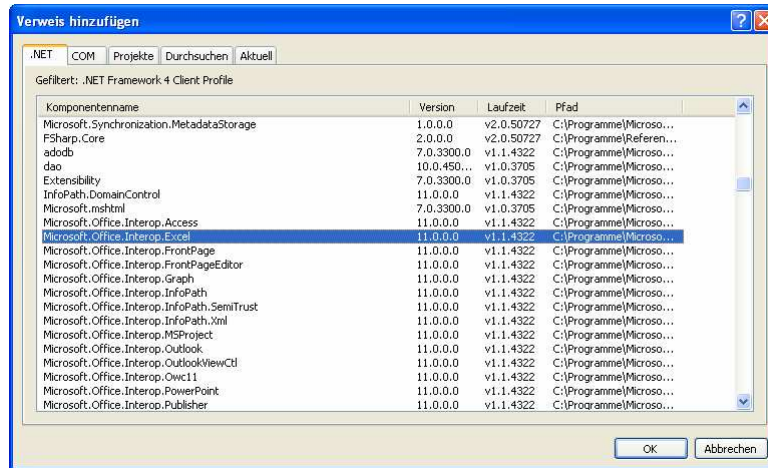 Verweis hinzufügen
.NET COM Projekte Durchsuchen Aktuell
Gefiltert: .NET Framework 4 Client Profile
Komponentenname Version Laufzeit Pfad
Microsoft.Synchronization.MetadataStorage 1.0.0.0 v2.0.50727 C:\Programme\Microso...
FSharp.Core 2.0.0.0 v2.0.50727 C:\Programme\Referen...
adodb 7.0.3300.0 v1.1.4322 C:\Programme\Microso...
dao 10.0.450... v1.0.3705 C:\Programme\Microso...
Extensibility 7.0.3300.0 v1.0.3705 C:\Programme\Microso...
InfoPath.DomainControl 11.0.0.0 v1.1.4322 C:\Programme\Microso...
Microsoft.mshtml 7.0.3300.0 v1.0.3705 C:\Programme\Microso...
Microsoft.Office.Interop.Access 11.0.0.0 v1.1.4322 C:\Programme\Microso...
Microsoft.Office.Interop.Excel 11.0.0.0 v1.1.4322 C:\Programme\Microso...
Microsoft.Office.Interop.FrontPage 11.0.0.0 v1.1.4322 C:\Programme\Microso...
Microsoft.Office.Interop.FrontPageEditor 11.0.0.0 v1.1.4322 C:\Programme\Microso...
Microsoft.Office.Interop.Graph 11.0.0.0 v1.1.4322 C:\Programme\Microso...
Microsoft.Office.Interop.InfoPath 11.0.0.0 v1.1.4322 C:\Programme\Microso...
Microsoft.Office.Interop.InfoPath.SemiTrust 11.0.0.0 v1.1.4322 C:\Programme\Microso...
Microsoft.Office.Interop.InfoPath.Xml 11.0.0.0 v1.1.4322 C:\Programme\Microso...
Microsoft.Office.Interop.MSProject 11.0.0.0 v1.1.4322 C:\Programme\Microso...
Microsoft.Office.Interop.Outlook 11.0.0.0 v1.1.4322 C:\Programme\Microso...
Microsoft.Office.Interop.OutlookViewCtl 11.0.0.0 v1.1.4322 C:\Programme\Microso...
Microsoft.Office.Interop.Owc11 11.0.0.0 v1.1.4322 C:\Programme\Microso...
Microsoft.Office.Interop.PowerPoint 11.0.0.0 v1.1.4322 C:\Programme\Microso...
Microsoft.Office.Interop.Publisher 11.0.0.0 v1.1.4322 C:\Programme\Microso...
OK Abbrechen